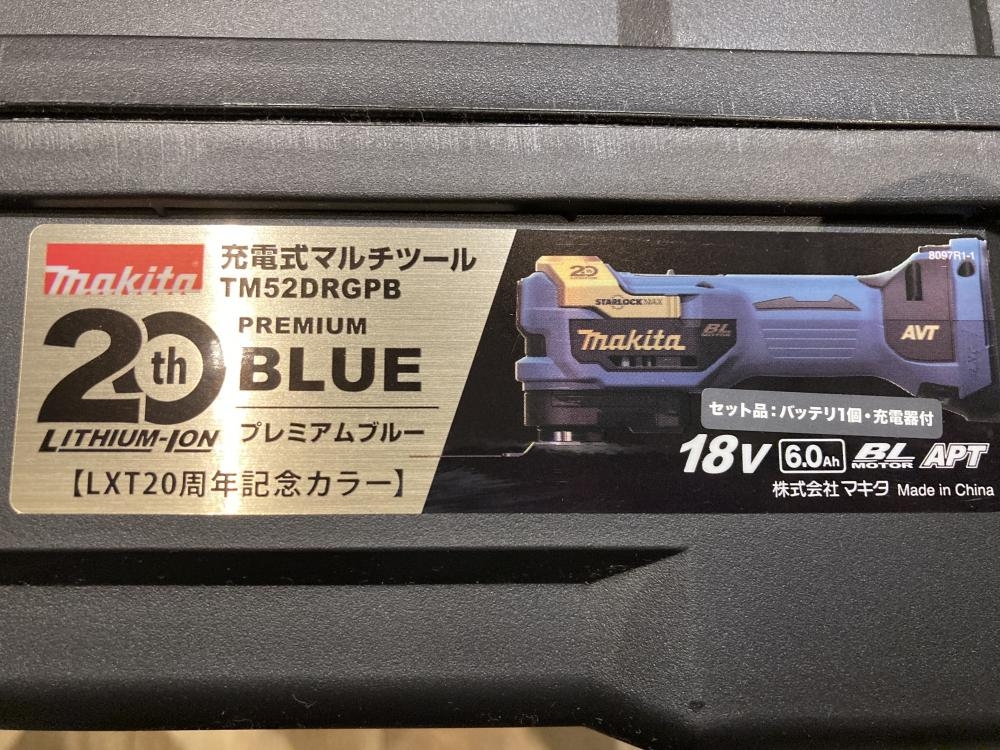 makita
充電式マルチツール
TM52DRGPB
20th
LITHIUM-ION
PREMIUM
BLUE
プレミアムブルー
【LXT20周年記念カラー】
8097R1-1
20
STARLOCK MAX
makita
BL
MOTOR
AVT
セット品：バッテリ1個・充電器付
18V 6.0Ah BL MOTOR APT
株式会社マキタ Made in China